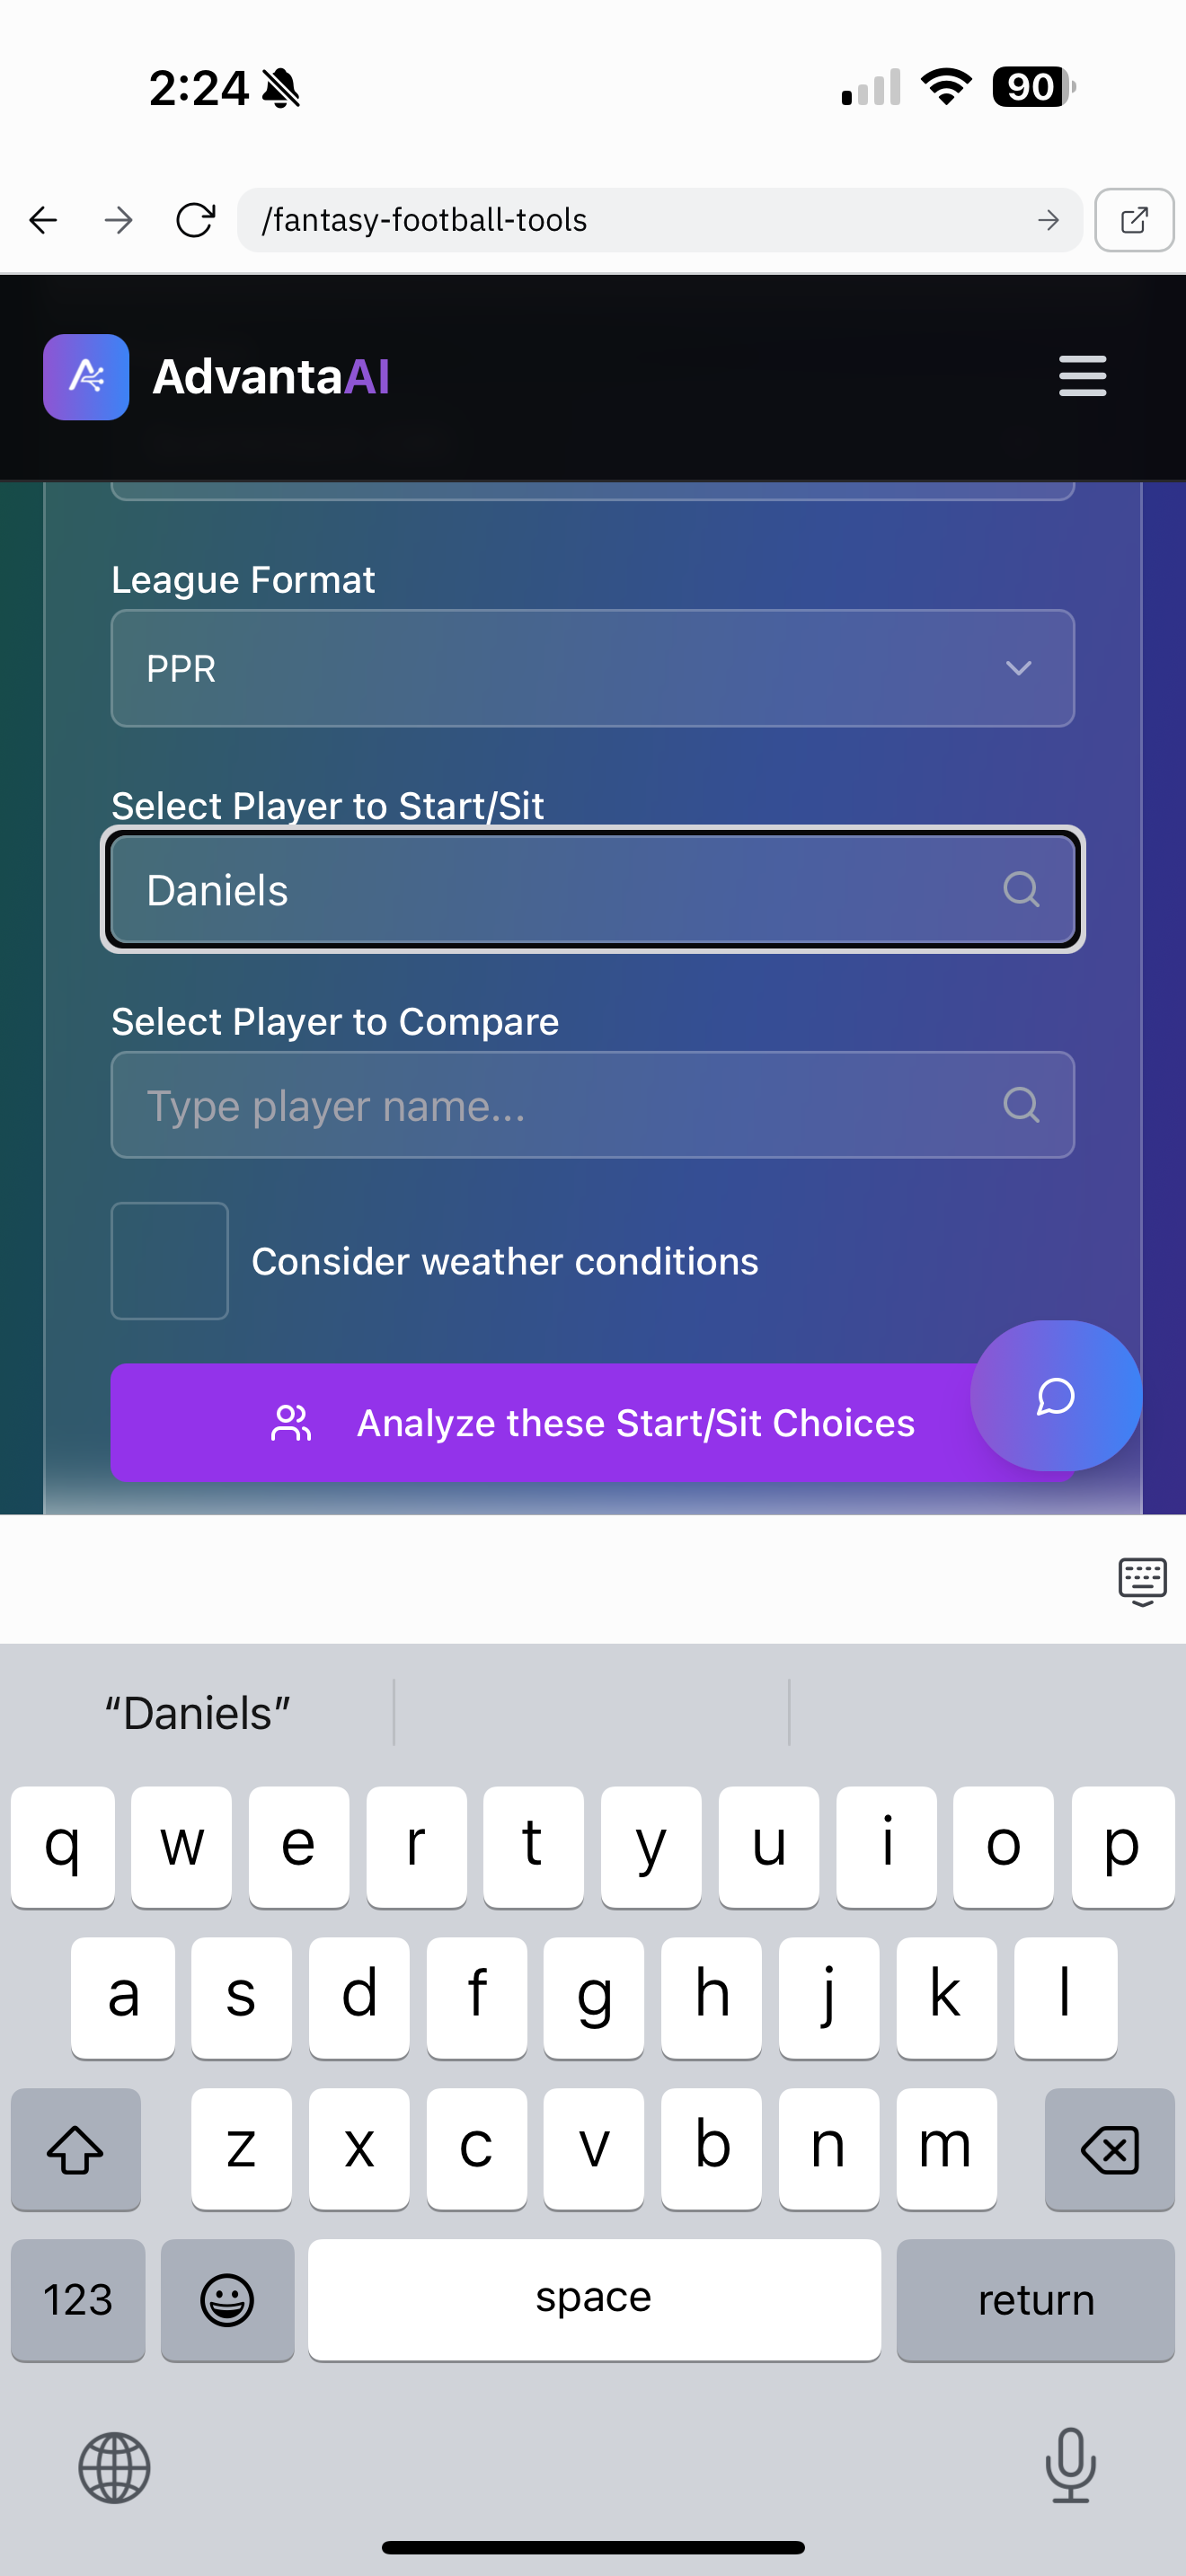 2:24
90
/fantasy-football-tools
AdvantaAI
League Format
PPR
Select Player to Start/Sit
Daniels
Select Player to Compare
Type player name...
Consider weather conditions
Analyze these Start/Sit Choices
“Daniels”
q w e r t y u i o p
a s d f g h j k l
z x c v b n m
123 space return